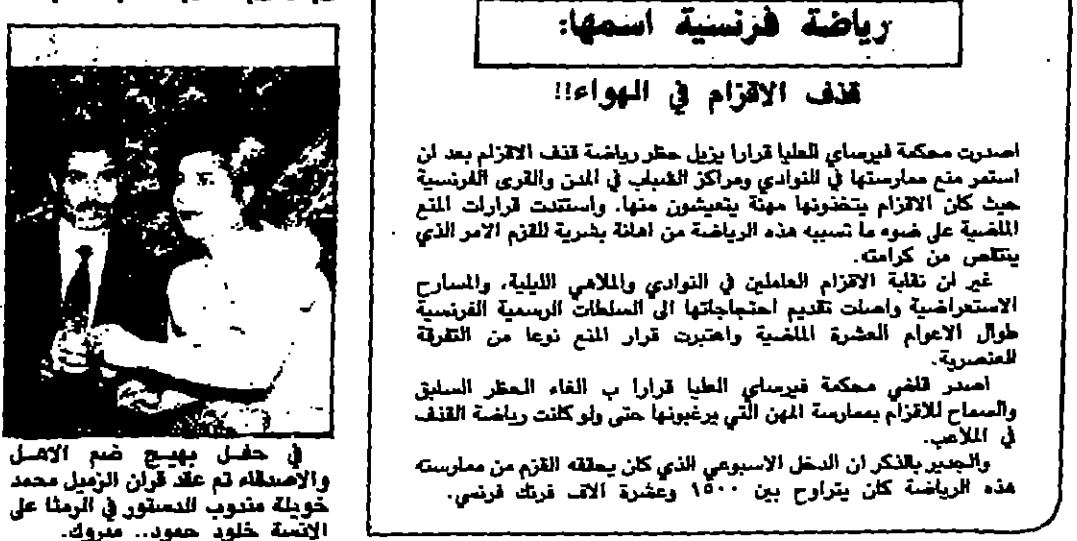 رياضة فرنسية اسمها:
قذف الاقزام في الهواء!!
اصدرت محكمة فيرساي العليا قرارا يزيل حظر رياضة قذف الاقزام بعد ان
استمر منع ممارستها في النوادي ومراكز الشباب في المدن والقرى الفرنسية
حيث كان الاقزام يتخذونها مهنة يتعيشون منها. واستندت قرارات المنع
الماضية على ضوء ما تسببه هذه الرياضة من اهانة بشرية للقزم الامر الذي
ينتقص من كرامته.
غير ان نقابة الاقزام العاملين في النوادي والملاهي الليلية، والمسارح
الاستعراضية واصلت تقديم احتجاجاتها الى السلطات الرسمية الفرنسية
طوال الاعوام العشرة الماضية واعتبرت قرار المنع نوعا من التفرقة
العنصرية.
اصدر قاضي محكمة فيرساي العليا قرارا ب الغاء الحظر السابق
والسماح للاقزام بممارسة المهن التي يرغبونها حتى ولو كانت رياضة القذف
في الملاعب.
والجدير بالذكر ان الدخل الاسبوعي الذي كان يحققه القزم من ممارسته
هذه الرياضة كان يتراوح بين ١٥٠٠ وعشرة الاف فرنك فرنسي.
في حفل بهيج ضم الاهل
والاصدقاء تم عقد قران الزميل محمد
خويلة مندوب الدستور في الرمثا على
الانسة خلود حمود.. مبروك.